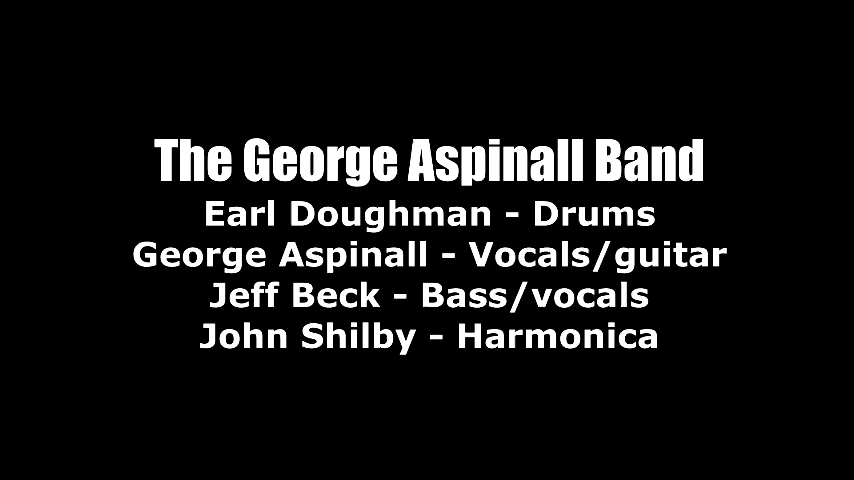 The George Aspinall Band
Earl Doughman - Drums
George Aspinall - Vocals/guitar
Jeff Beck - Bass/vocals
John Shilby - Harmonica